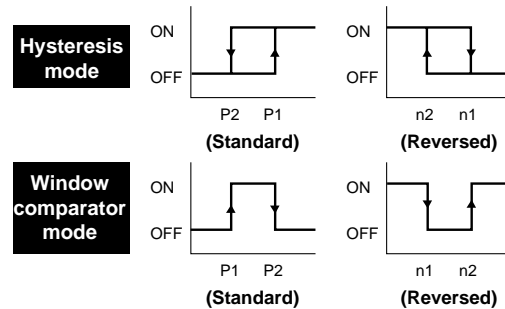 Hysteresis
mode
ON
OFF
P2 P1
(Standard)
ON
OFF
n2 n1
(Reversed)
Window
comparator
mode
ON
OFF
P1 P2
(Standard)
ON
OFF
n1 n2
(Reversed)